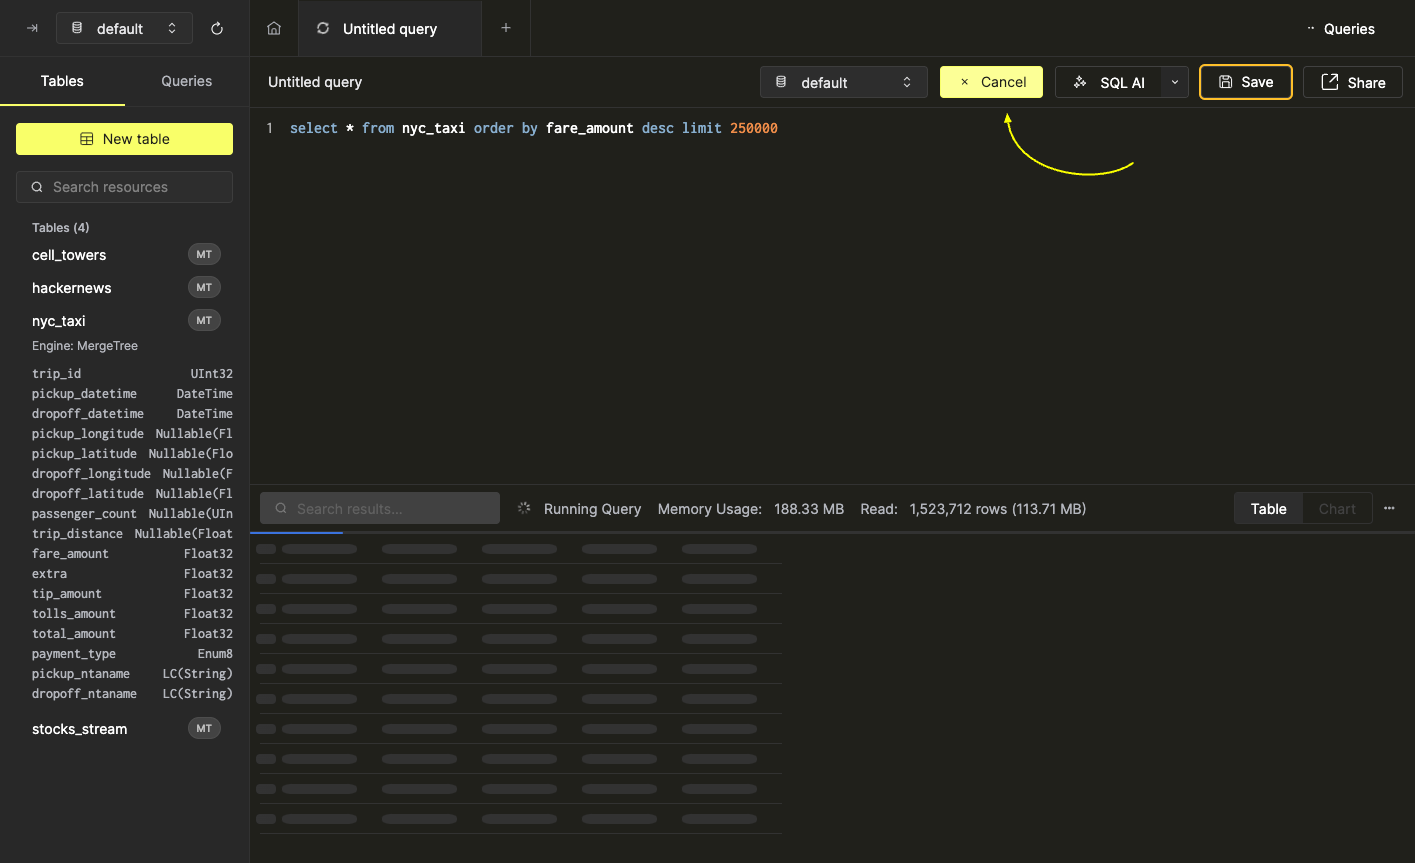 default
Untitled query
Queries
Tables
Queries
Untitled query
default
Cancel
SQL AI
Save
Share
New table
Search resources
Tables (4)
cell_towers MT
hackernews MT
nyc_taxi MT
Engine: MergeTree
trip_id UInt32
pickup_datetime DateTime
dropoff_datetime DateTime
pickup_longitude Nullable(Fl
pickup_latitude Nullable(Flo
dropoff_longitude Nullable(F
dropoff_latitude Nullable(Fl
passenger_count Nullable(UIn
trip_distance Nullable(Float
fare_amount Float32
extra Float32
tip_amount Float32
tolls_amount Float32
total_amount Float32
payment_type Enum8
pickup_ntaname LC(String)
dropoff_ntaname LC(String)
stocks_stream MT
1 select * from nyc_taxi order by fare_amount desc limit 250000
Search results...
Running Query Memory Usage: 188.33 MB Read: 1,523,712 rows (113.71 MB)
Table
Chart